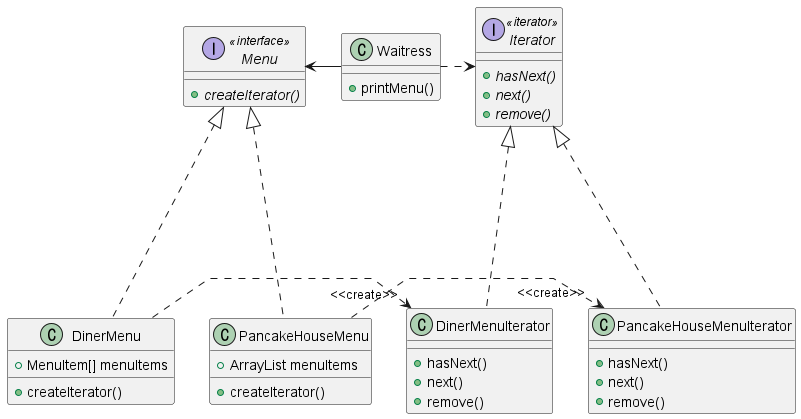 I
«interface»
Menu
createIterator()
C
Waitress
printMenu()
I
«iterator»
Iterator
hasNext()
next()
remove()
<<create>>
<<create>>
C
DinerMenu
MenuItem[] menuItems
createIterator()
C
PancakeHouseMenu
ArrayList menuItems
createIterator()
C
DinerMenuIterator
hasNext()
next()
remove()
C
PancakeHouseMenuIterator
hasNext()
next()
remove()